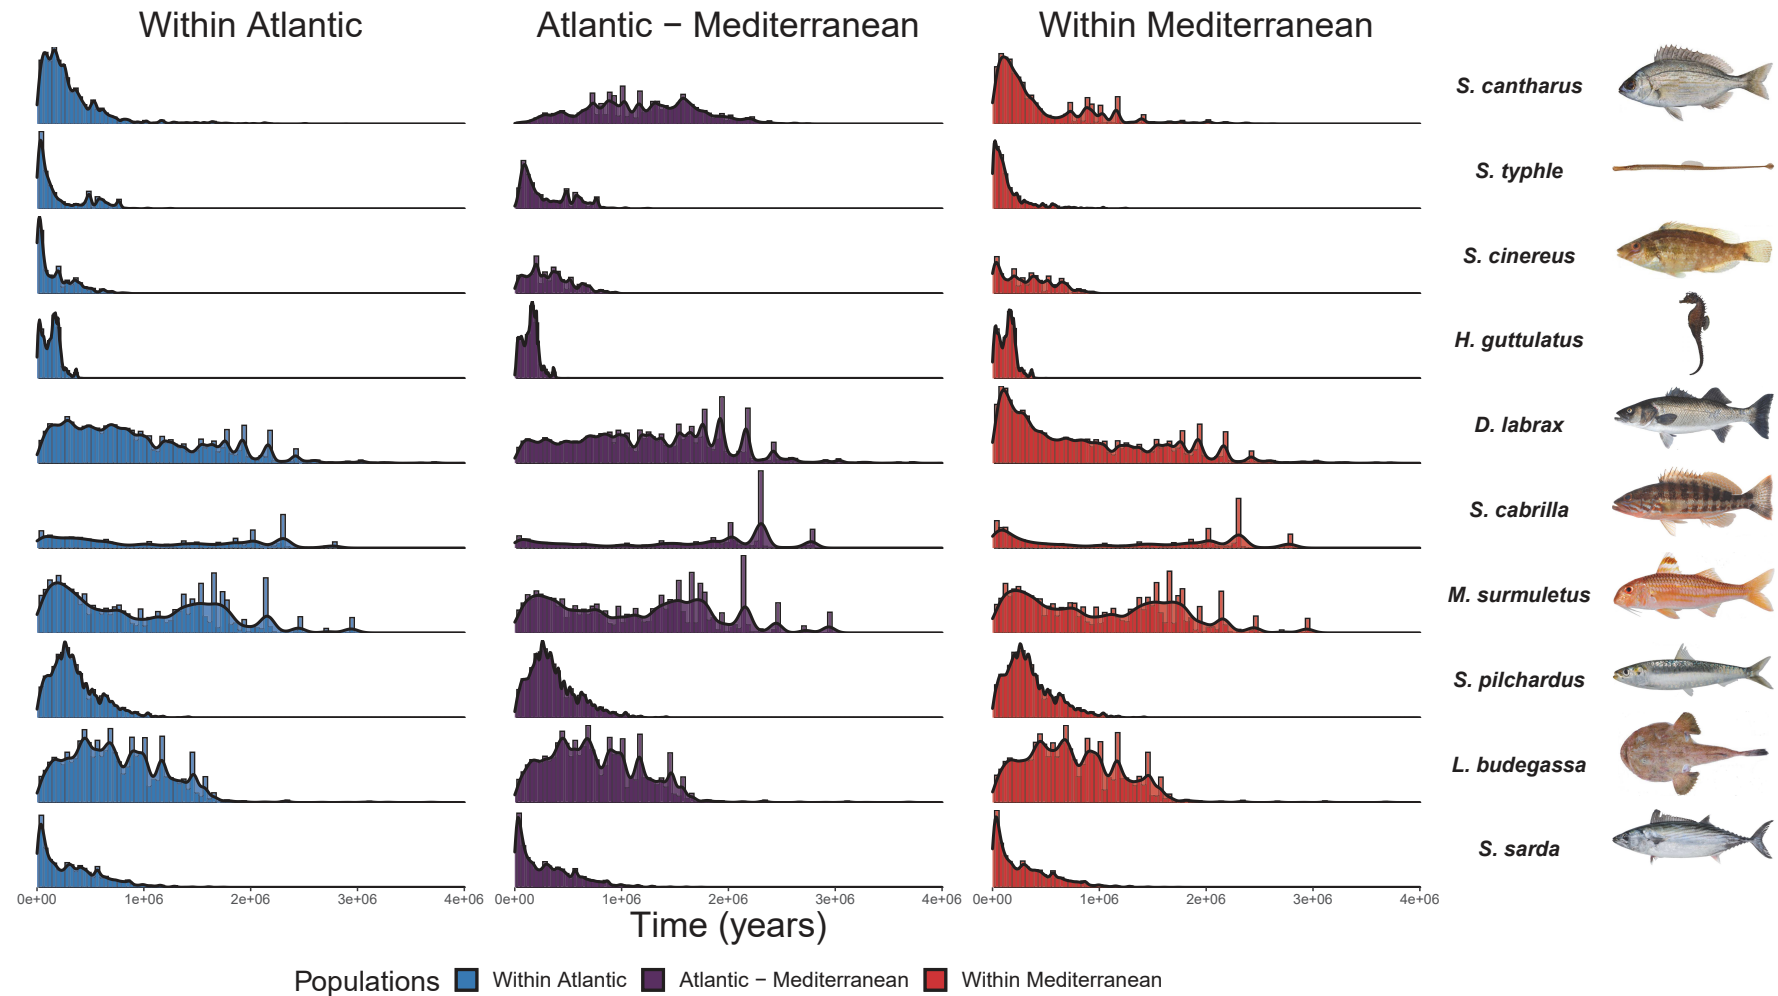 Within Atlantic
Atlantic − Mediterranean
Within Mediterranean
S. cantharus
S. typhle
S. cinereus
H. guttulatus
D. labrax
S. cabrilla
M. surmuletus
S. pilchardus
L. budegassa
S. sarda
0e+00 1e+06 2e+06 3e+06 4e+06
0e+00 1e+06 2e+06 3e+06 4e+06
0e+00 1e+06 2e+06 3e+06 4e+06
Time (years)
Populations Within Atlantic Atlantic − Mediterranean Within Mediterranean